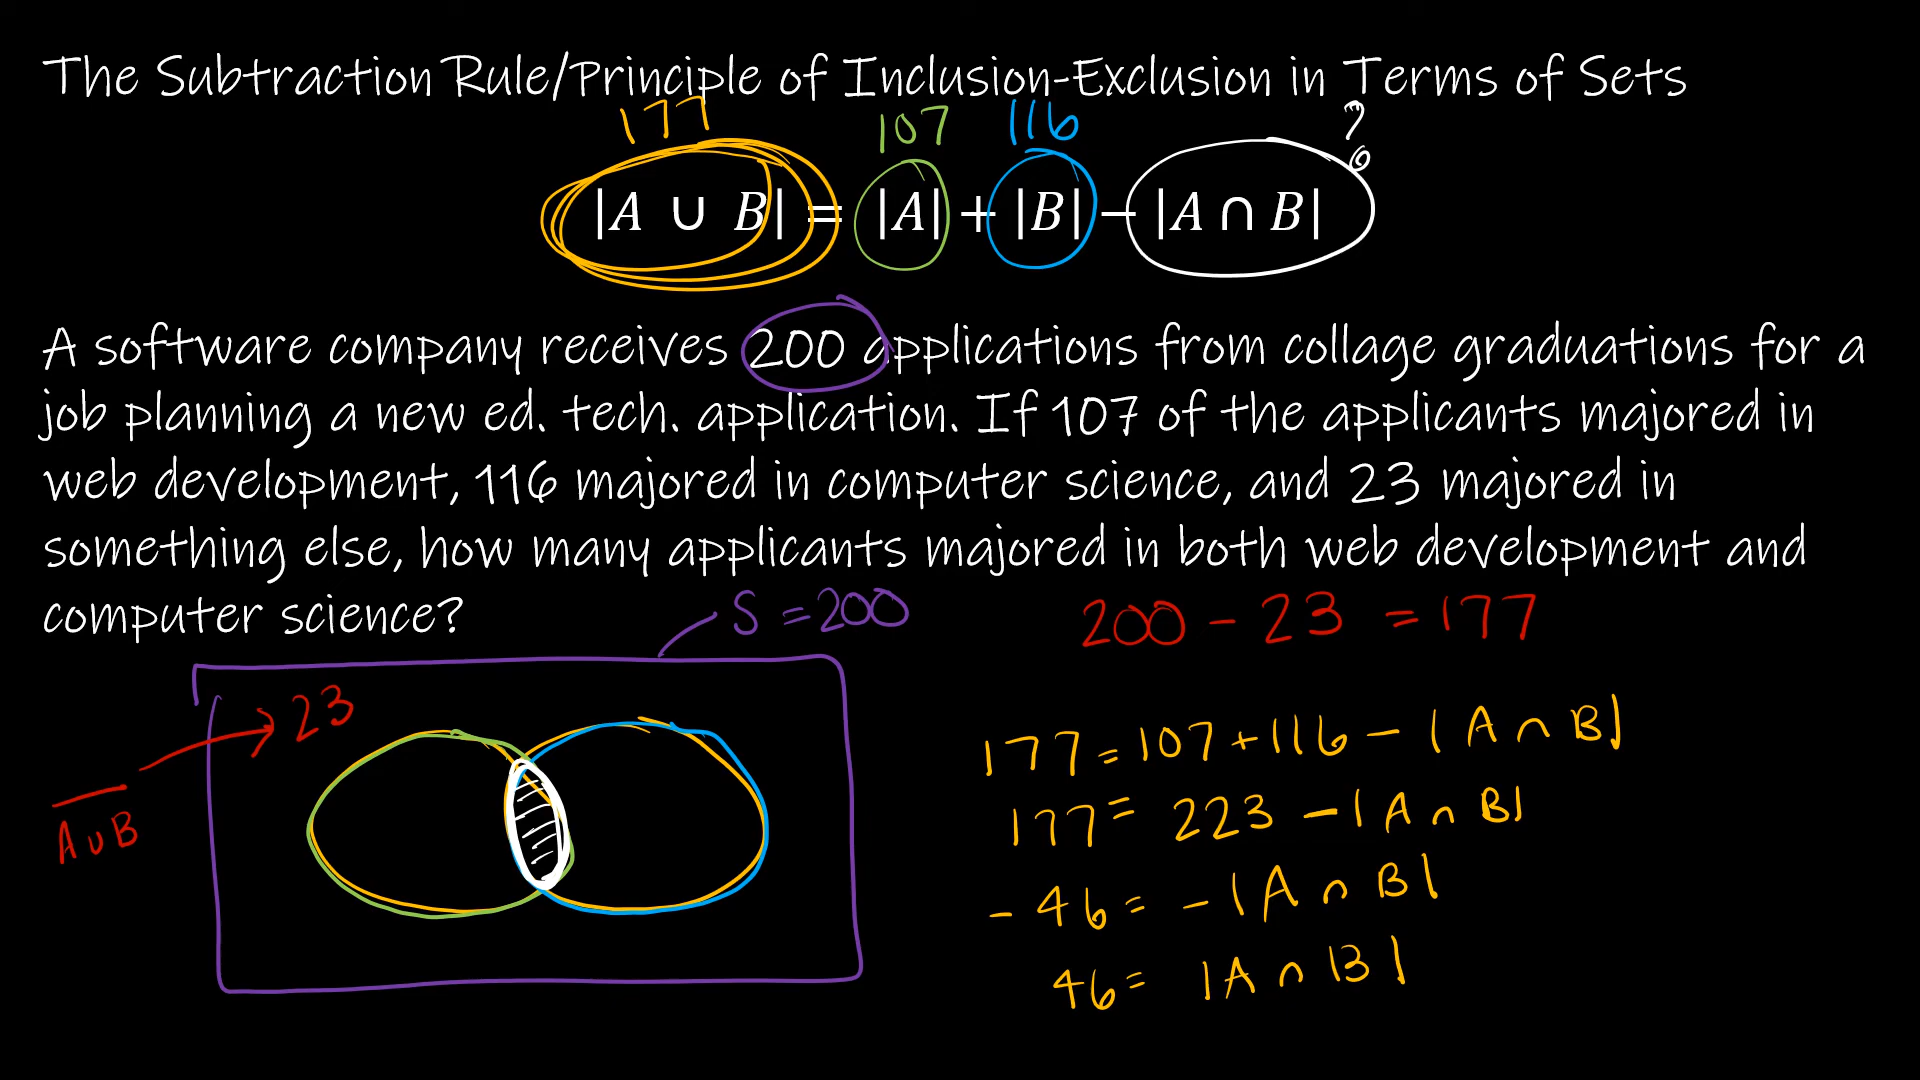 The Subtraction Rule/Principle of Inclusion-Exclusion in Terms of Sets
177 107 116 ?
|A ∪ B| = |A| + |B| − |A ∩ B|
A software company receives 200 applications from collage graduations for a
job planning a new ed. tech. application. If 107 of the applicants majored in
web development, 116 majored in computer science, and 23 majored in
something else, how many applicants majored in both web development and
computer science?
S = 200
200 - 23 = 177
23
A∪B
177 = 107 + 116 - |A ∩ B|
177 = 223 - |A ∩ B|
- 46 = - |A ∩ B|
46 = |A ∩ B|